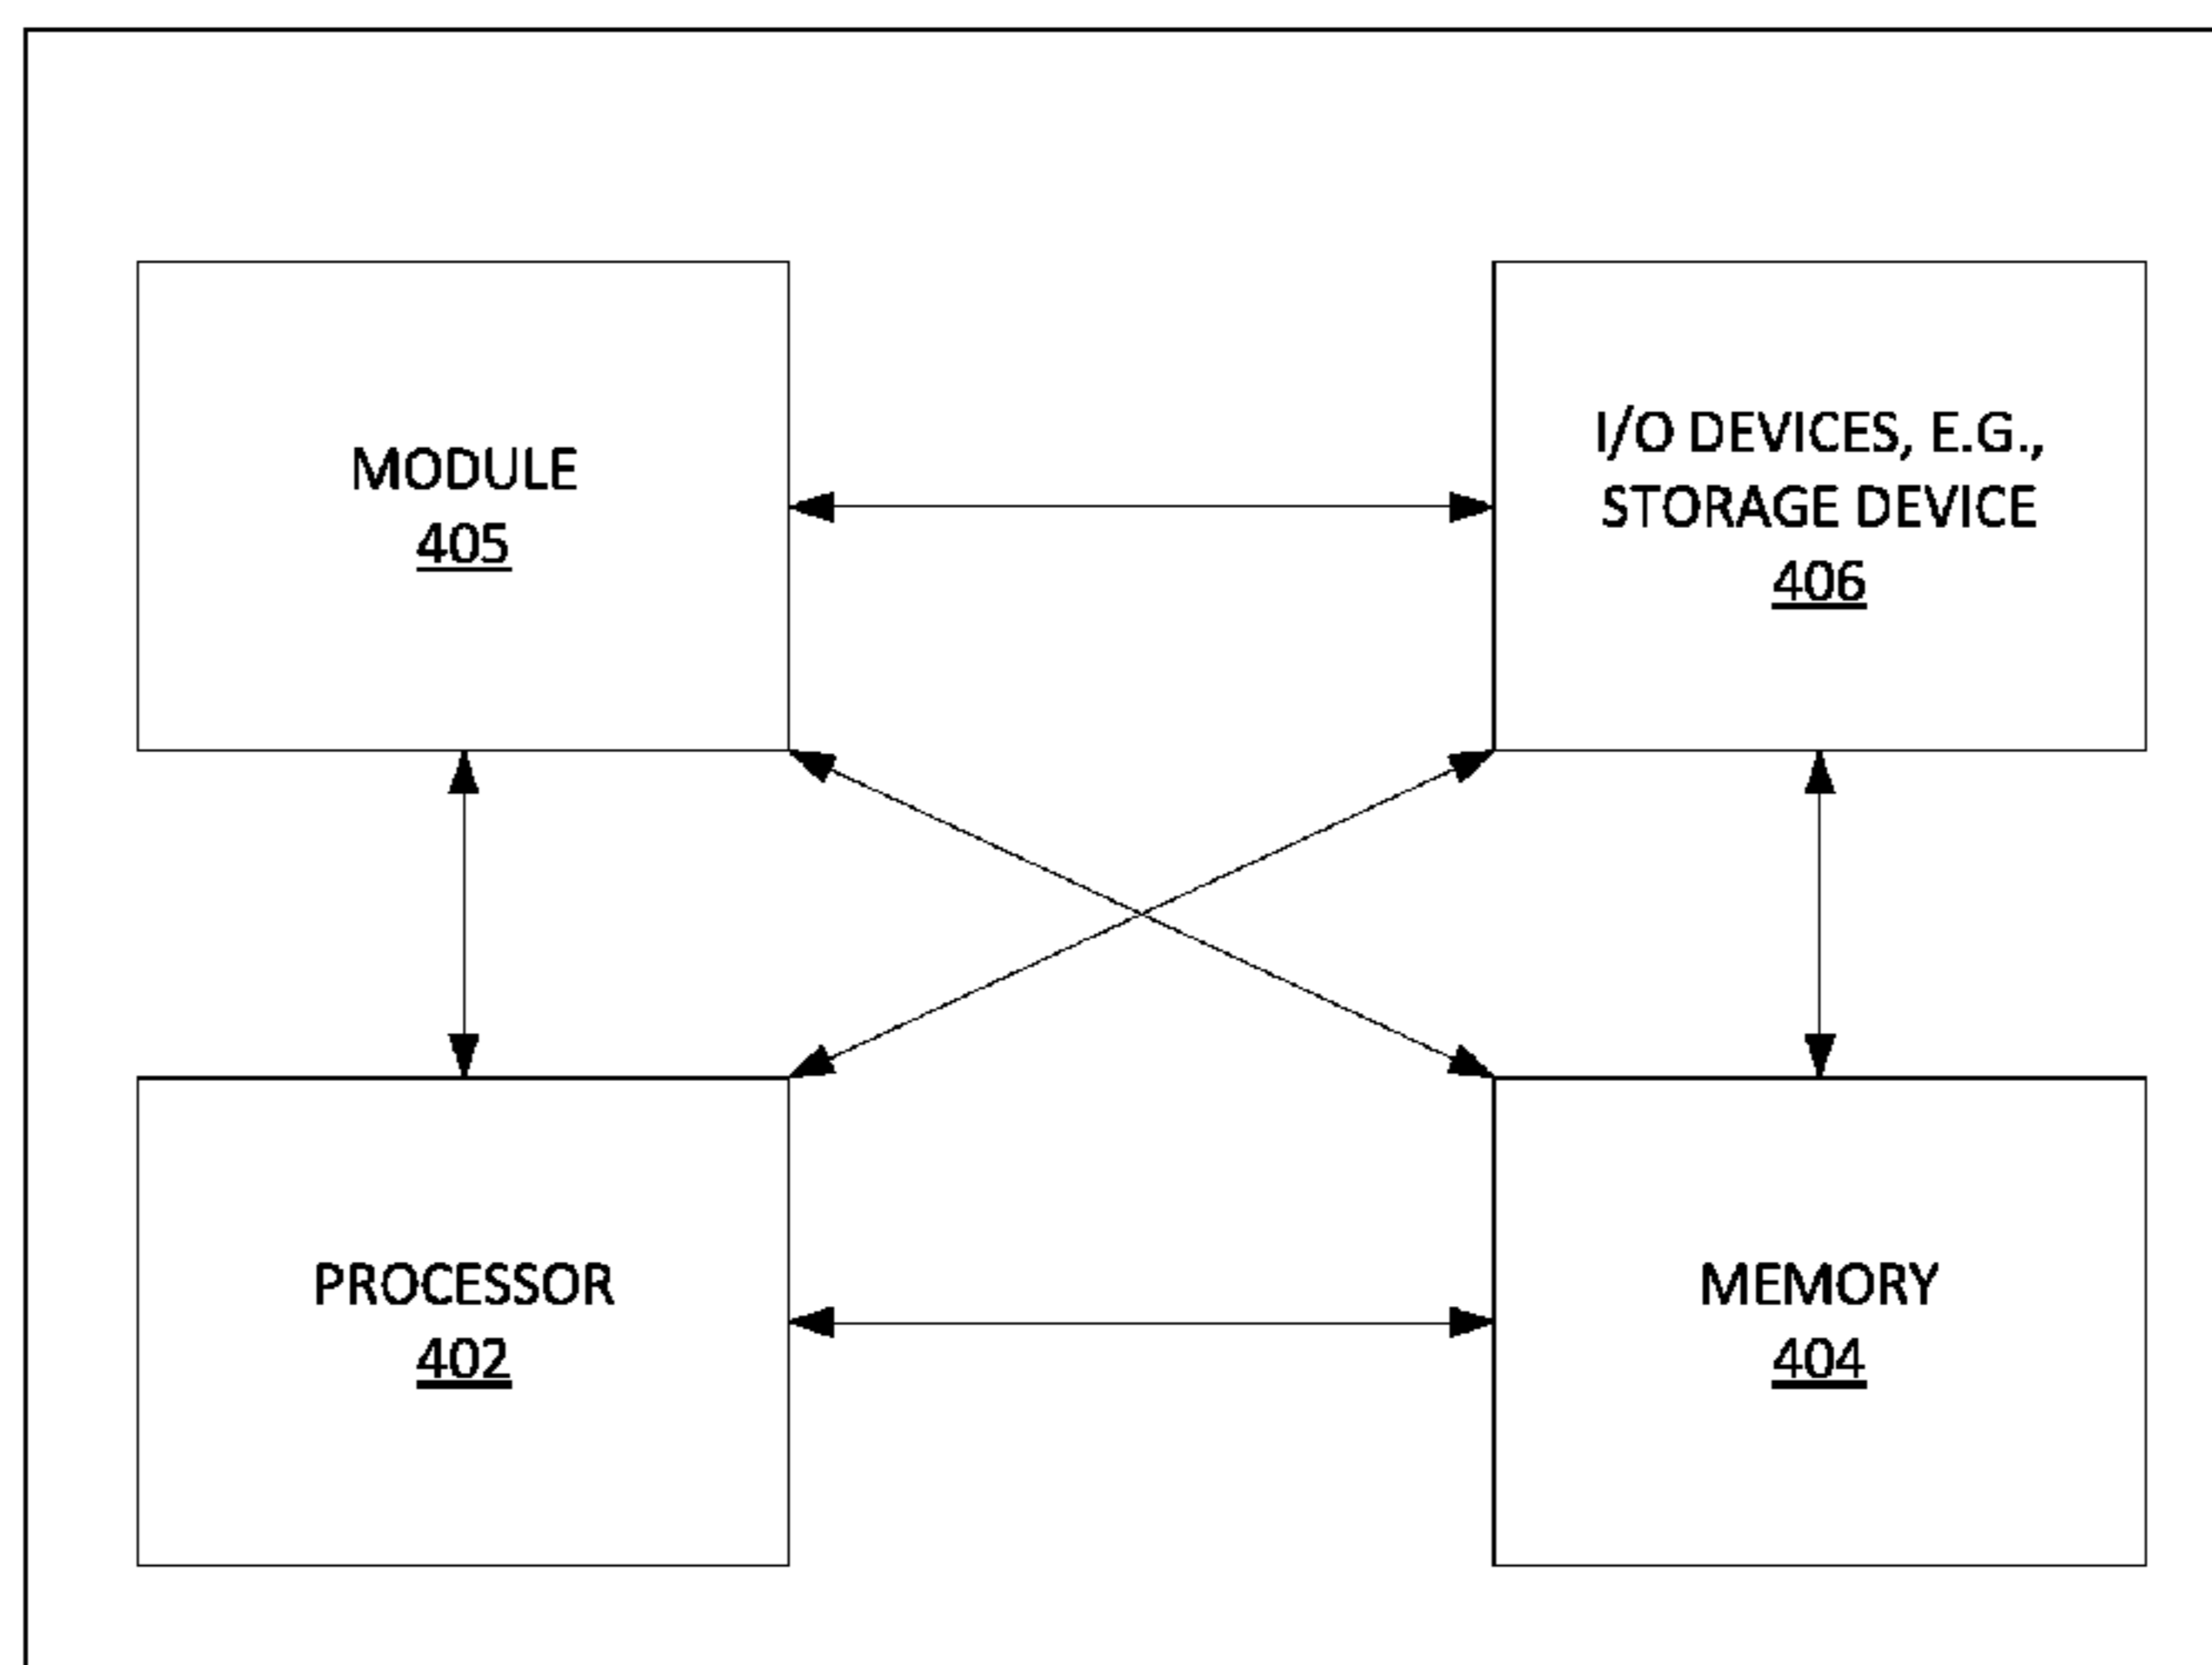 MODULE
405
I/O DEVICES, E.G.,
STORAGE DEVICE
406
PROCESSOR
402
MEMORY
404